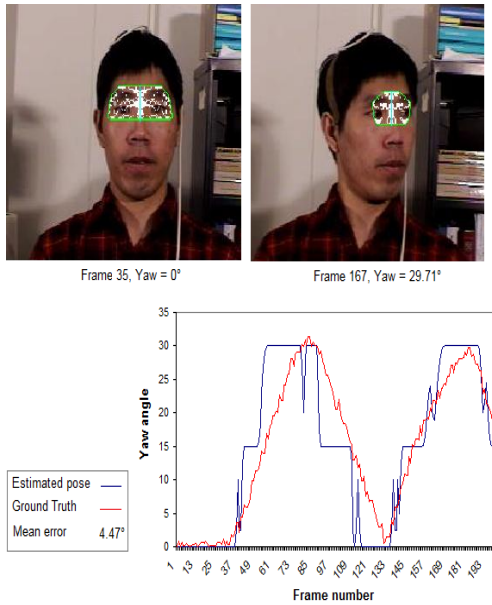 Frame 35, Yaw = 0°
Frame 167, Yaw = 29.71°
35
30
25
20
15
10
5
0
Yaw angle
1 13 25 37 49 61 73 85 97 109 121 133 145 157 169 181 193
Frame number
Estimated pose
Ground Truth
Mean error 4.47°